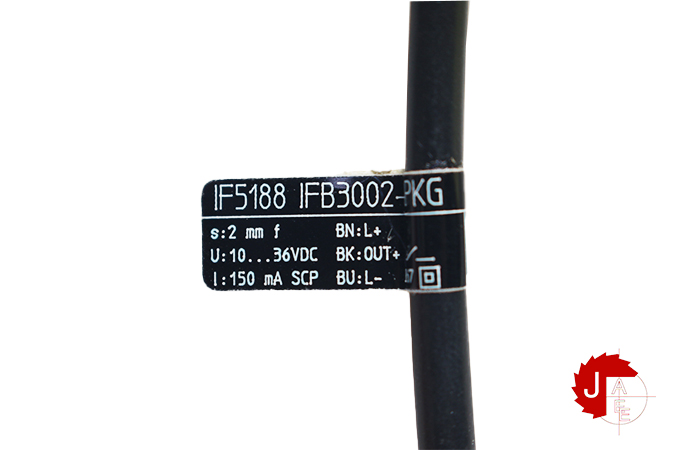 IF5188 IFB3002-PKG
s:2 mm f BN:L+
U:10...36VDC BK:OUT+
I:150 mA SCP BU:L-
J